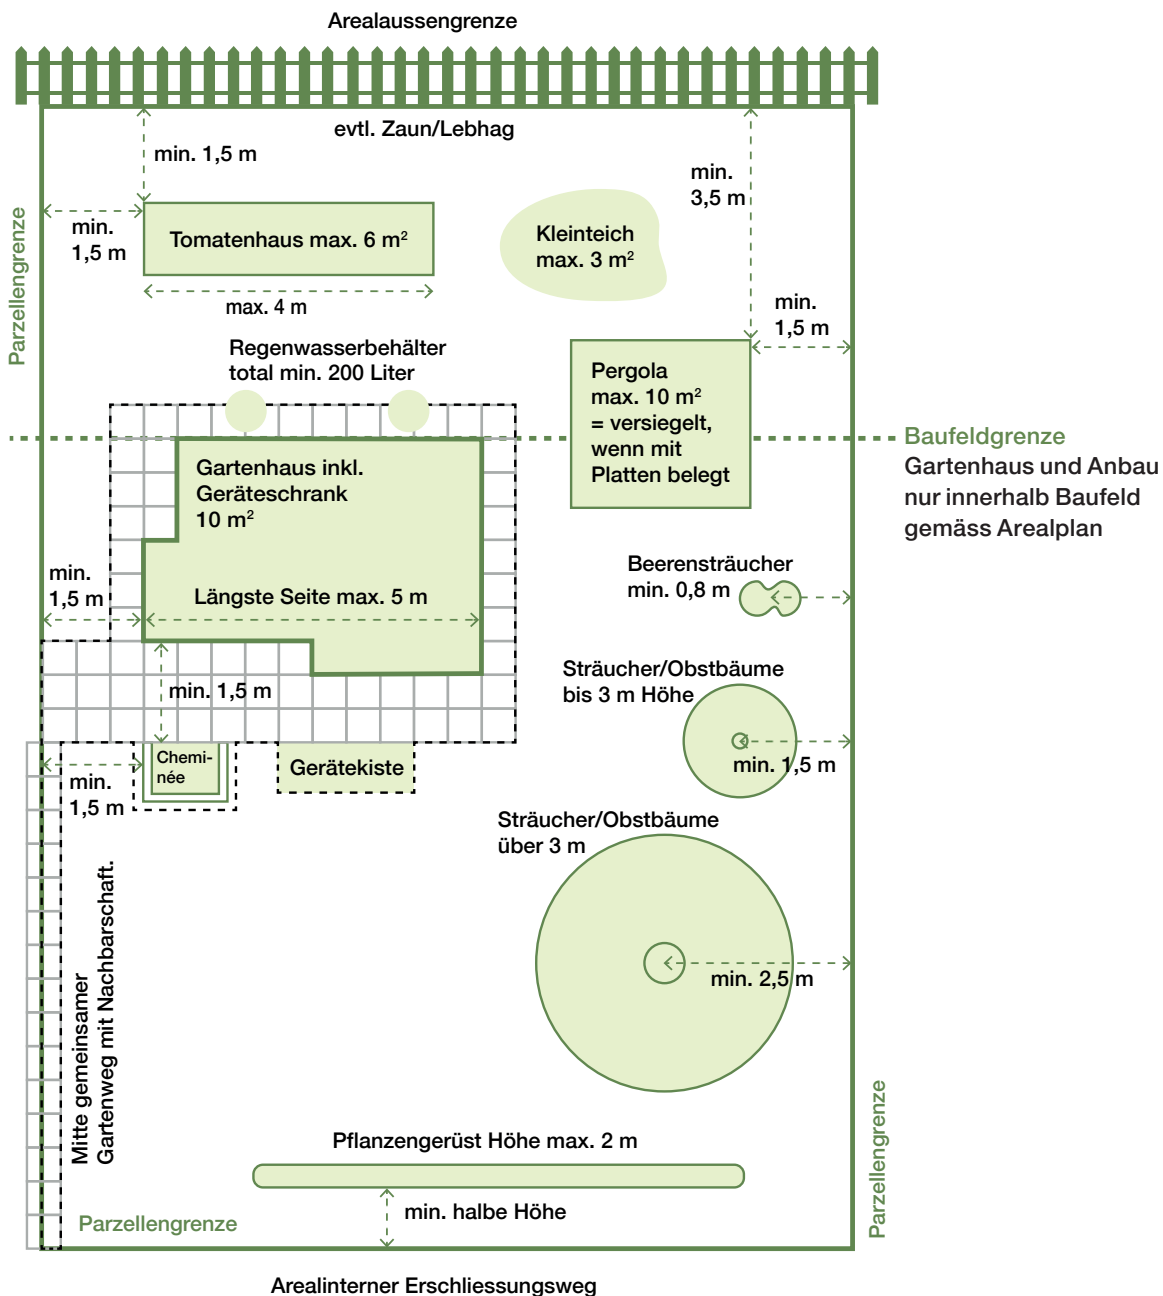 Arealaussengrenze
evtl. Zaun/Lebhag
min. 1,5 m
min.
3,5 m
Parzellengrenze
min.
1,5 m
Tomatenhaus max. 6 m²
Kleinteich
max. 3 m²
max. 4 m
min.
1,5 m
Regenwasserbehälter
total min. 200 Liter
Pergola
max. 10 m²
= versiegelt,
wenn mit
Platten belegt
Baufeldgrenze
Gartenhaus und Anbau
nur innerhalb Baufeld
gemäss Arealplan
Gartenhaus inkl.
Geräteschrank
10 m²
min.
1,5 m
Längste Seite max. 5 m
Beerensträucher
min. 0,8 m
min. 1,5 m
Sträucher/Obstbäume
bis 3 m Höhe
min. 1,5 m
min.
1,5 m
Chemi-
née
Gerätekiste
Sträucher/Obstbäume
über 3 m
min. 2,5 m
Mitte gemeinsamer
Gartenweg mit Nachbarschaft.
Pflanzengerüst Höhe max. 2 m
min. halbe Höhe
Parzellengrenze
Parzellengrenze
Arealinterner Erschliessungsweg